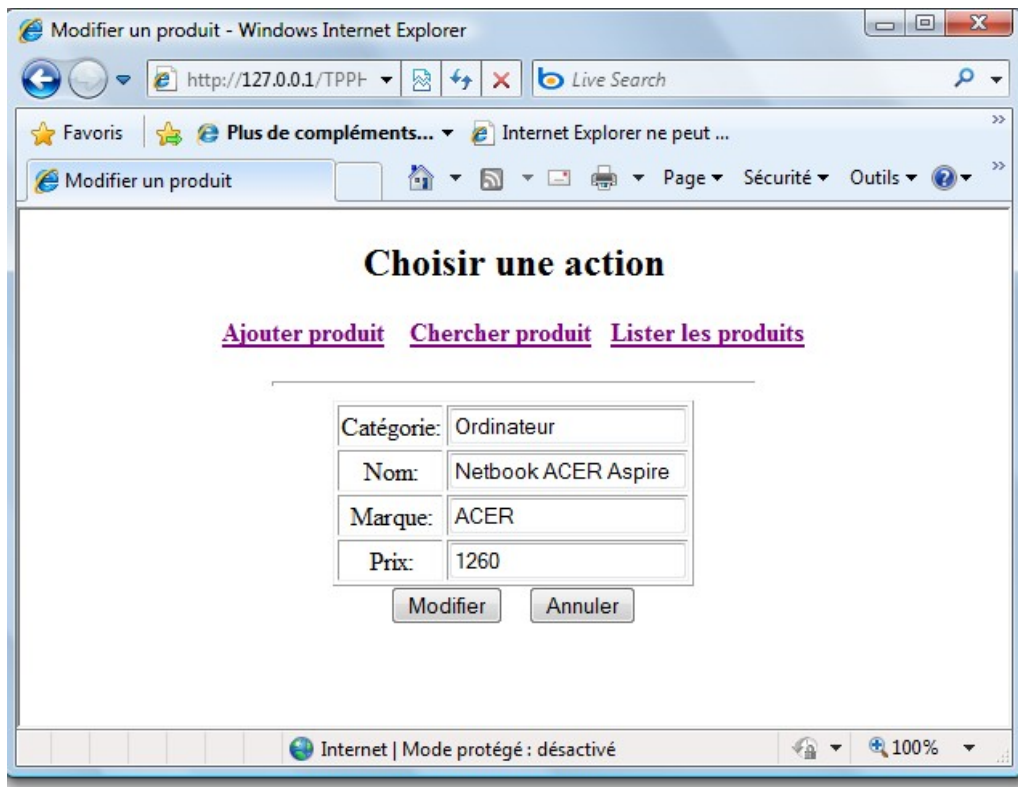 Modifier un produit - Windows Internet Explorer
http://127.0.0.1/TPPH
Live Search
Favoris Plus de compléments... Internet Explorer ne peut ...
Modifier un produit Page Sécurité Outils
Choisir une action
Ajouter produit Chercher produit Lister les produits
Catégorie: Ordinateur
Nom: Netbook ACER Aspire
Marque: ACER
Prix: 1260
Modifier Annuler
Internet | Mode protégé : désactivé 100%